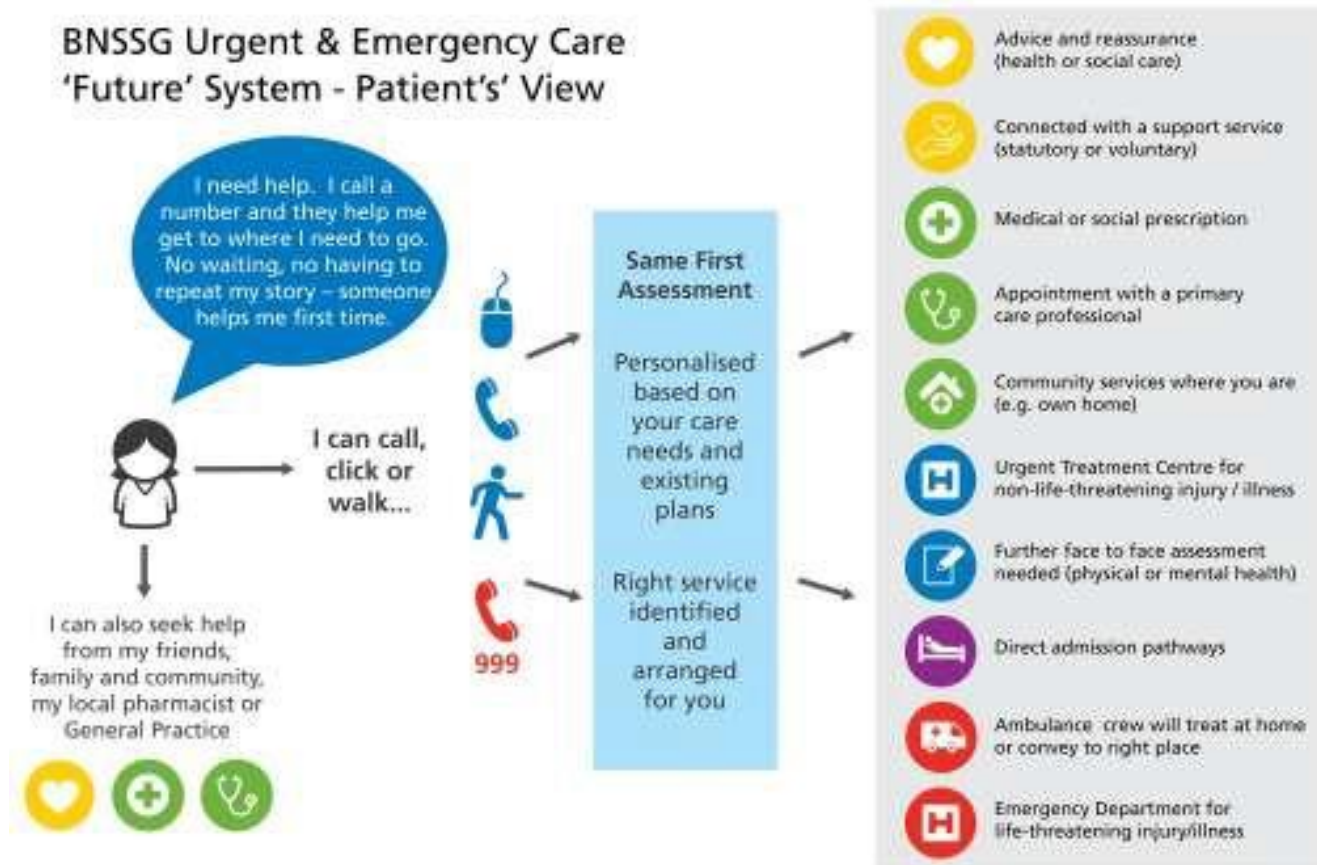 BNSSG Urgent & Emergency Care
'Future' System - Patient's' View
I need help. I call a
number and they help me
get to where I need to go.
No waiting, no having to
repeat my story – someone
helps me first time.
I can call,
click or
walk...
I can also seek help
from my friends,
family and community,
my local pharmacist or
General Practice
999
Same First
Assessment
Personalised
based on
your care
needs and
existing
plans
Right service
identified
and
arranged
for you
Advice and reassurance
(health or social care)
Connected with a support service
(statutory or voluntary)
Medical or social prescription
Appointment with a primary
care professional
Community services where you are
(e.g. own home)
Urgent Treatment Centre for
non-life-threatening injury / illness
Further face to face assessment
needed (physical or mental health)
Direct admission pathways
Ambulance crew will treat at home
or convey to right place
Emergency Department for
life-threatening injury/illness